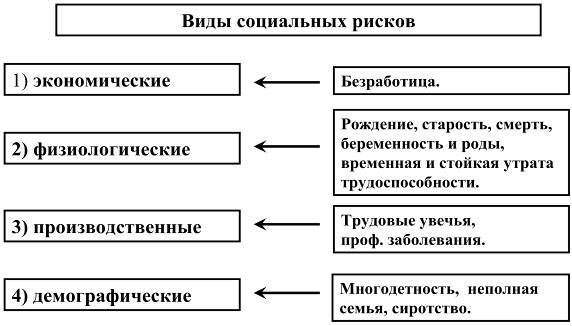 Виды социальных рисков
1) экономические
Безработица.
2) физиологические
Рождение, старость, смерть,
беременность и роды,
временная и стойкая утрата
трудоспособности.
3) производственные
Трудовые увечья,
проф. заболевания.
4) демографические
Многодетность, неполная
семья, сиротство.